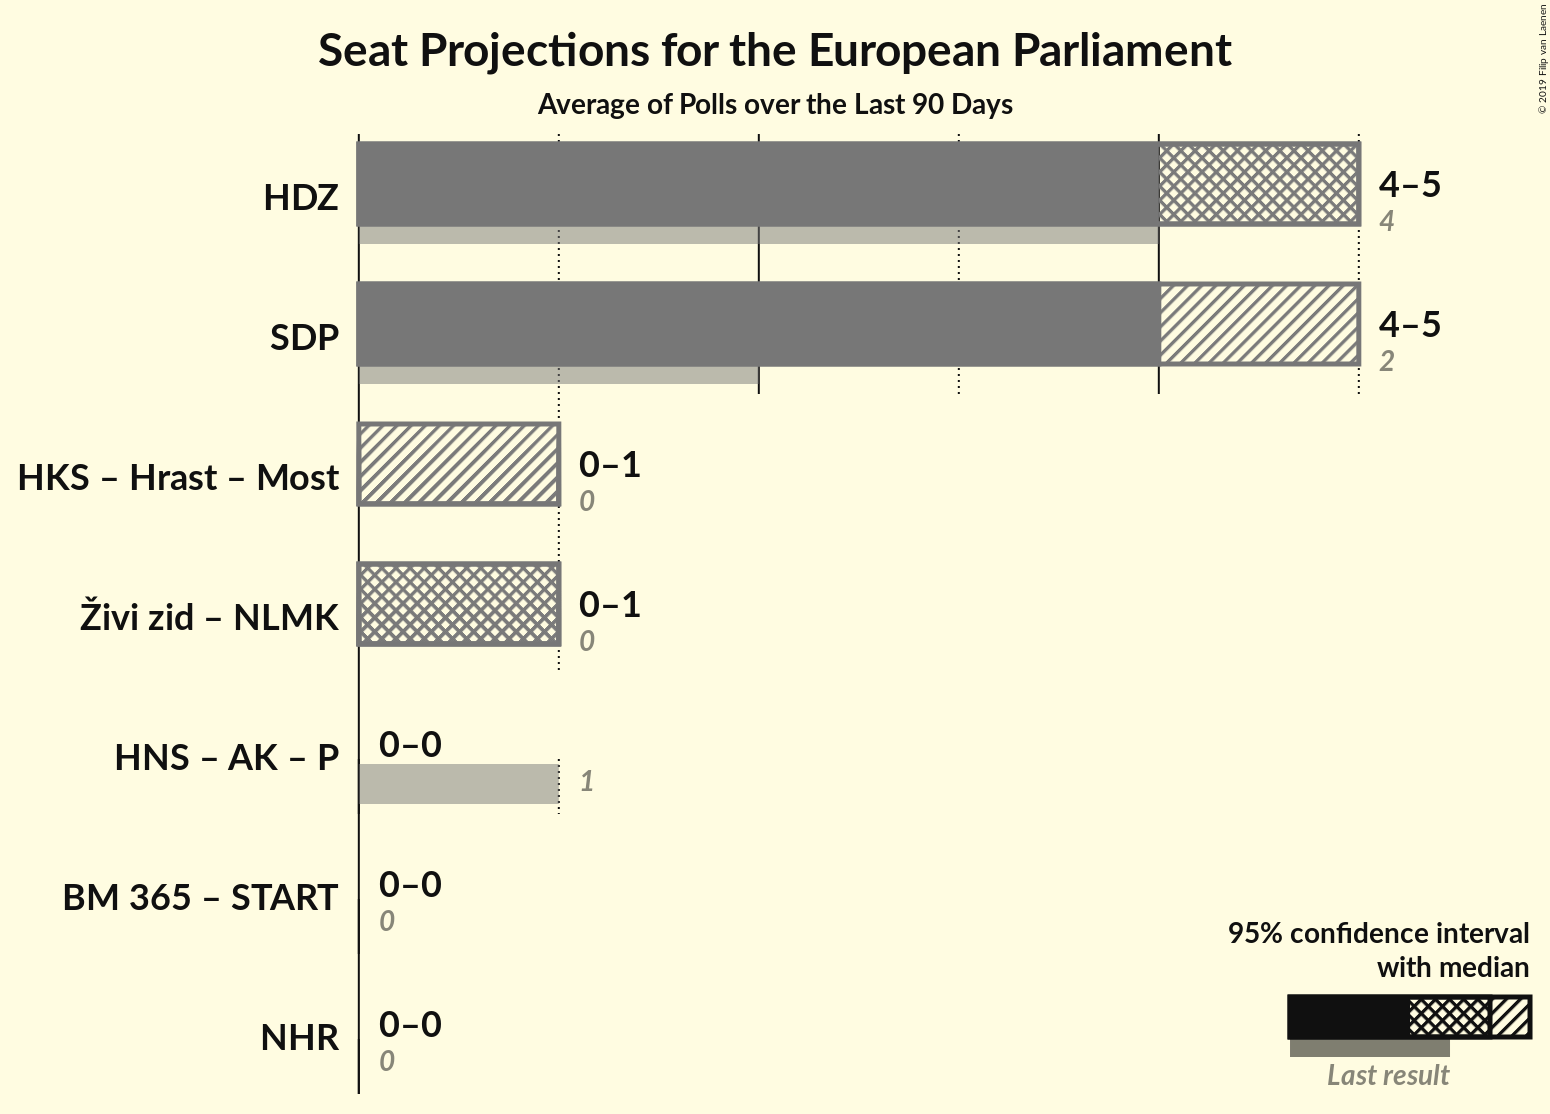 Seat Projections for the European Parliament
Average of Polls over the Last 90 Days
© 2019 Filip van Laenen
HDZ
4–5
4
SDP
4–5
2
HKS – Hrast – Most
0–1
0
Živi zid – NLMK
0–1
0
HNS – AK – P
0–0
1
BM 365 – START
0–0
0
NHR
0–0
0
95% confidence interval
with median
Last result